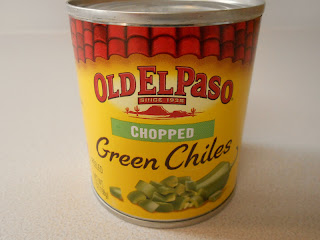 OLD EL PASO
SINCE 1938
CHOPPED
Green Chiles